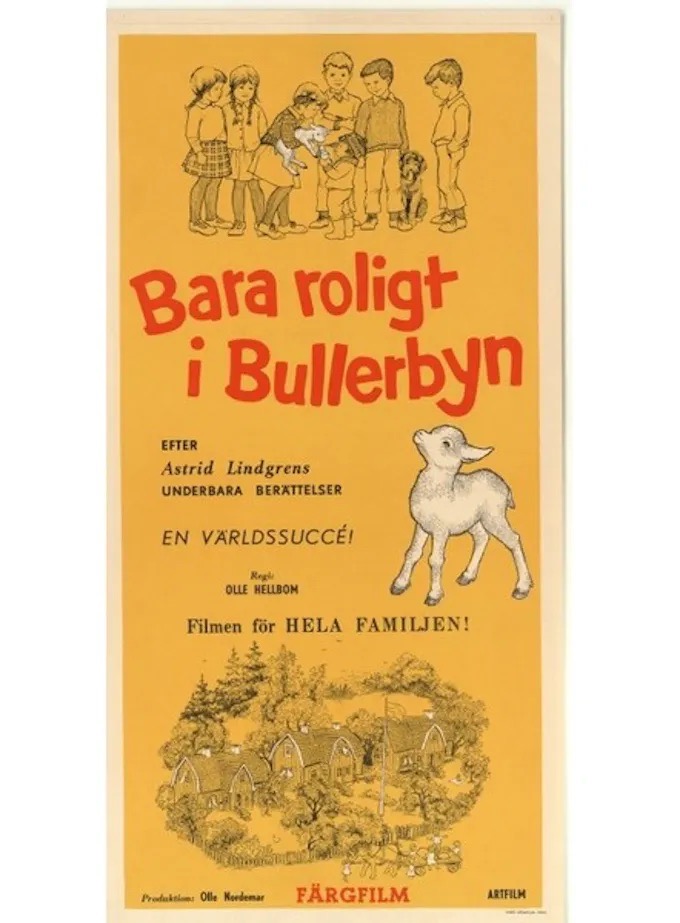 Bara roligt
i Bullerbyn
EFTER
Astrid Lindgrens
UNDERBARA BERÄTTELSER
EN VÄRLDSSUCCÉ!
Regi:
OLLE HELLBOM
Filmen för HELA FAMILJEN!
Produktion: Olle Nordemar
FÄRGFILM
ARTFILM